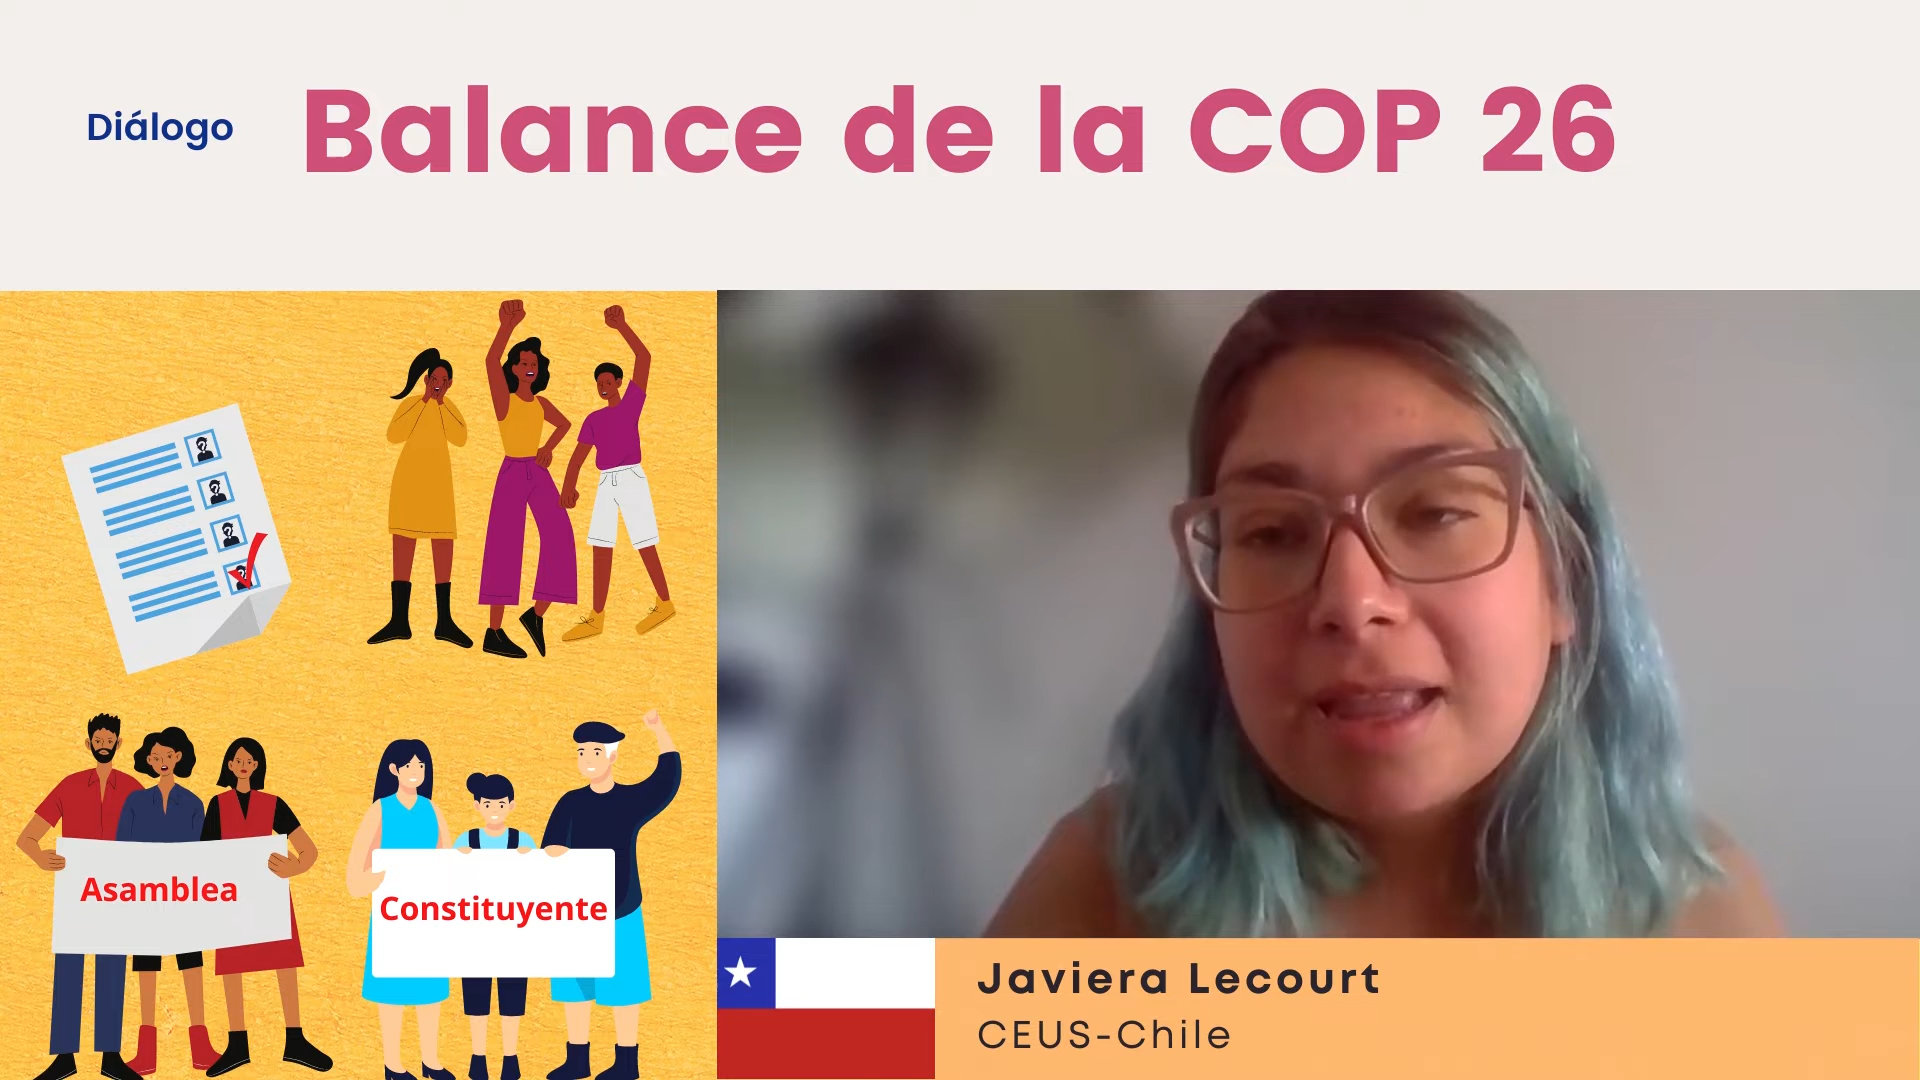 Diálogo
Balance de la COP 26
Asamblea
Constituyente
Javiera Lecourt
CEUS-Chile